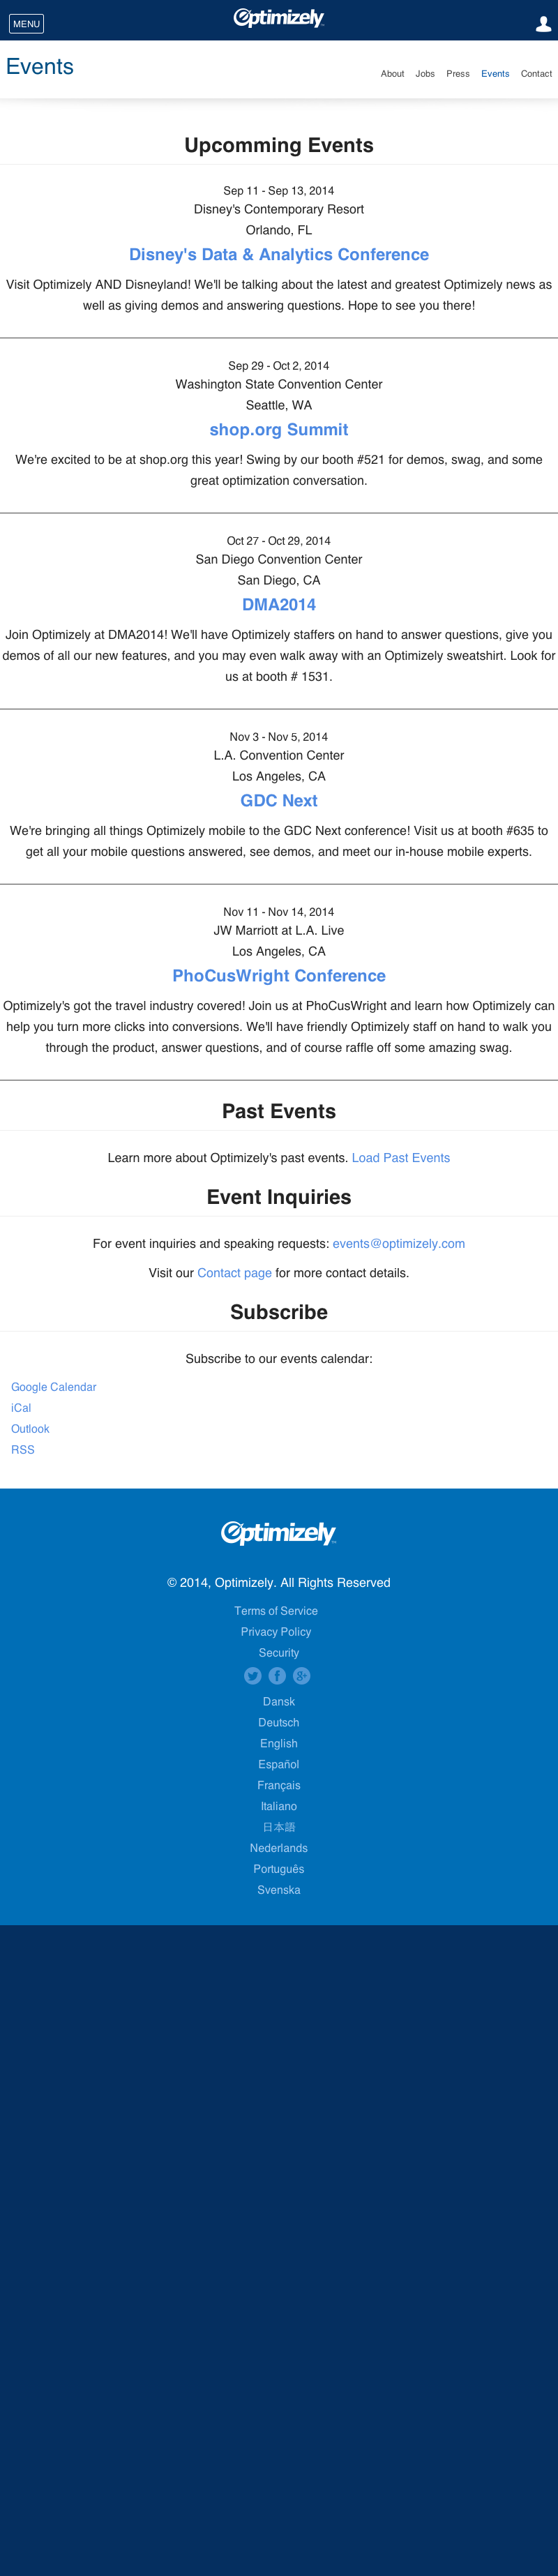 MENU
Optimizely
Events
About Jobs Press Events Contact
Upcomming Events
Sep 11 - Sep 13, 2014
Disney's Contemporary Resort
Orlando, FL
Disney's Data & Analytics Conference
Visit Optimizely AND Disneyland! We'll be talking about the latest and greatest Optimizely news as
well as giving demos and answering questions. Hope to see you there!
Sep 29 - Oct 2, 2014
Washington State Convention Center
Seattle, WA
shop.org Summit
We're excited to be at shop.org this year! Swing by our booth #521 for demos, swag, and some
great optimization conversation.
Oct 27 - Oct 29, 2014
San Diego Convention Center
San Diego, CA
DMA2014
Join Optimizely at DMA2014! We'll have Optimizely staffers on hand to answer questions, give you
demos of all our new features, and you may even walk away with an Optimizely sweatshirt. Look for
us at booth # 1531.
Nov 3 - Nov 5, 2014
L.A. Convention Center
Los Angeles, CA
GDC Next
We're bringing all things Optimizely mobile to the GDC Next conference! Visit us at booth #635 to
get all your mobile questions answered, see demos, and meet our in-house mobile experts.
Nov 11 - Nov 14, 2014
JW Marriott at L.A. Live
Los Angeles, CA
PhoCusWright Conference
Optimizely's got the travel industry covered! Join us at PhoCusWright and learn how Optimizely can
help you turn more clicks into conversions. We'll have friendly Optimizely staff on hand to walk you
through the product, answer questions, and of course raffle off some amazing swag.
Past Events
Learn more about Optimizely's past events. Load Past Events
Event Inquiries
For event inquiries and speaking requests: events@optimizely.com
Visit our Contact page for more contact details.
Subscribe
Subscribe to our events calendar:
Google Calendar
iCal
Outlook
RSS
Optimizely
© 2014, Optimizely. All Rights Reserved
Terms of Service
Privacy Policy
Security
Dansk
Deutsch
English
Español
Français
Italiano
日本語
Nederlands
Português
Svenska